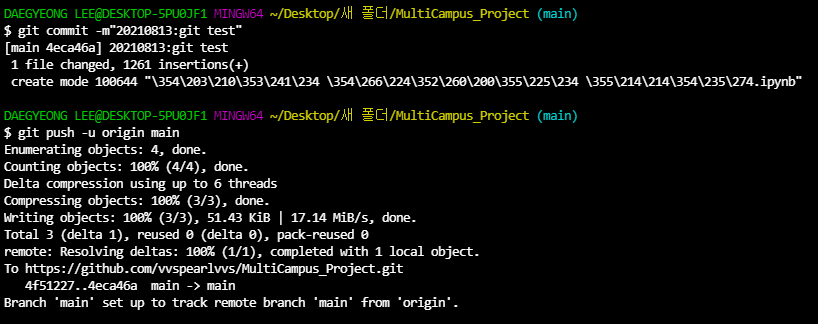 DAEGYEONG LEE@DESKTOP-5PU0JF1 MINGW64 ~/Desktop/새 폴더/MultiCampus_Project (main)
$ git commit -m"20210813:git test"
[main 4eca46a] 20210813:git test
 1 file changed, 1261 insertions(+)
 create mode 100644 "\354\203\210\353\241\234 \354\266\224\352\260\200\355\225\234 \355\214\214\354\235\274.ipynb"
DAEGYEONG LEE@DESKTOP-5PU0JF1 MINGW64 ~/Desktop/새 폴더/MultiCampus_Project (main)
$ git push -u origin main
Enumerating objects: 4, done.
Counting objects: 100% (4/4), done.
Delta compression using up to 6 threads
Compressing objects: 100% (3/3), done.
Writing objects: 100% (3/3), 51.43 KiB | 17.14 MiB/s, done.
Total 3 (delta 1), reused 0 (delta 0), pack-reused 0
remote: Resolving deltas: 100% (1/1), completed with 1 local object.
To https://github.com/vvspearlvvs/MultiCampus_Project.git
   4f51227..4eca46a  main -> main
Branch 'main' set up to track remote branch 'main' from 'origin'.